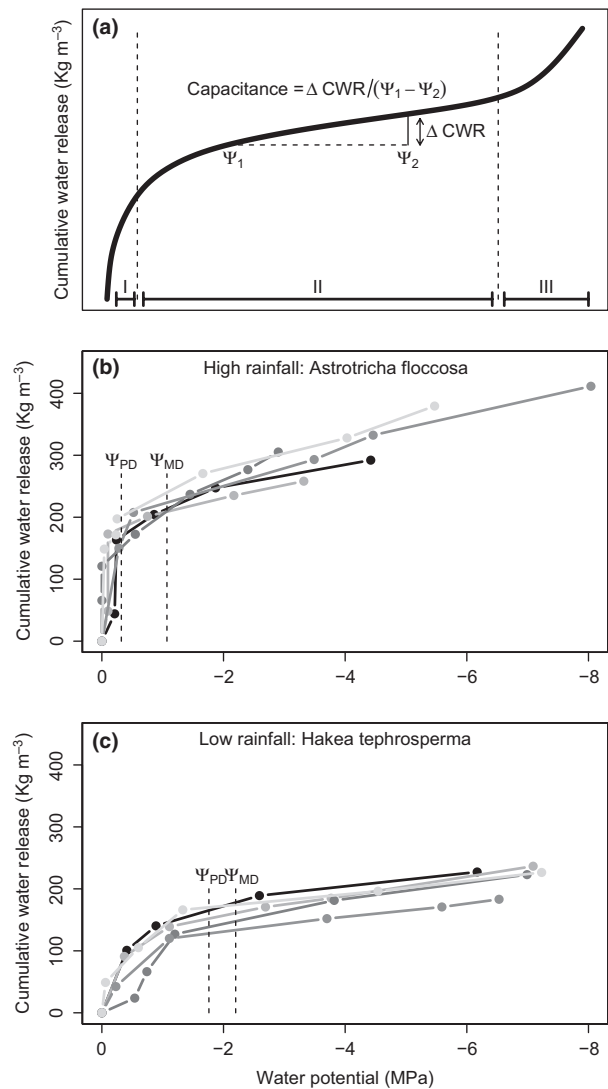 (a)
Cumulative water release (Kg m⁻³)
Capacitance = Δ CWR/(Ψ₁ − Ψ₂)
Δ CWR
Ψ₁
Ψ₂
I
II
III
(b)
High rainfall: Astrotricha floccosa
Cumulative water release (Kg m⁻³)
400
300
200
100
0
Ψ_PD
Ψ_MD
0 −2 −4 −6 −8
(c)
Low rainfall: Hakea tephrosperma
Cumulative water release (Kg m⁻³)
400
300
200
100
0
Ψ_PD Ψ_MD
0 −2 −4 −6 −8
Water potential (MPa)